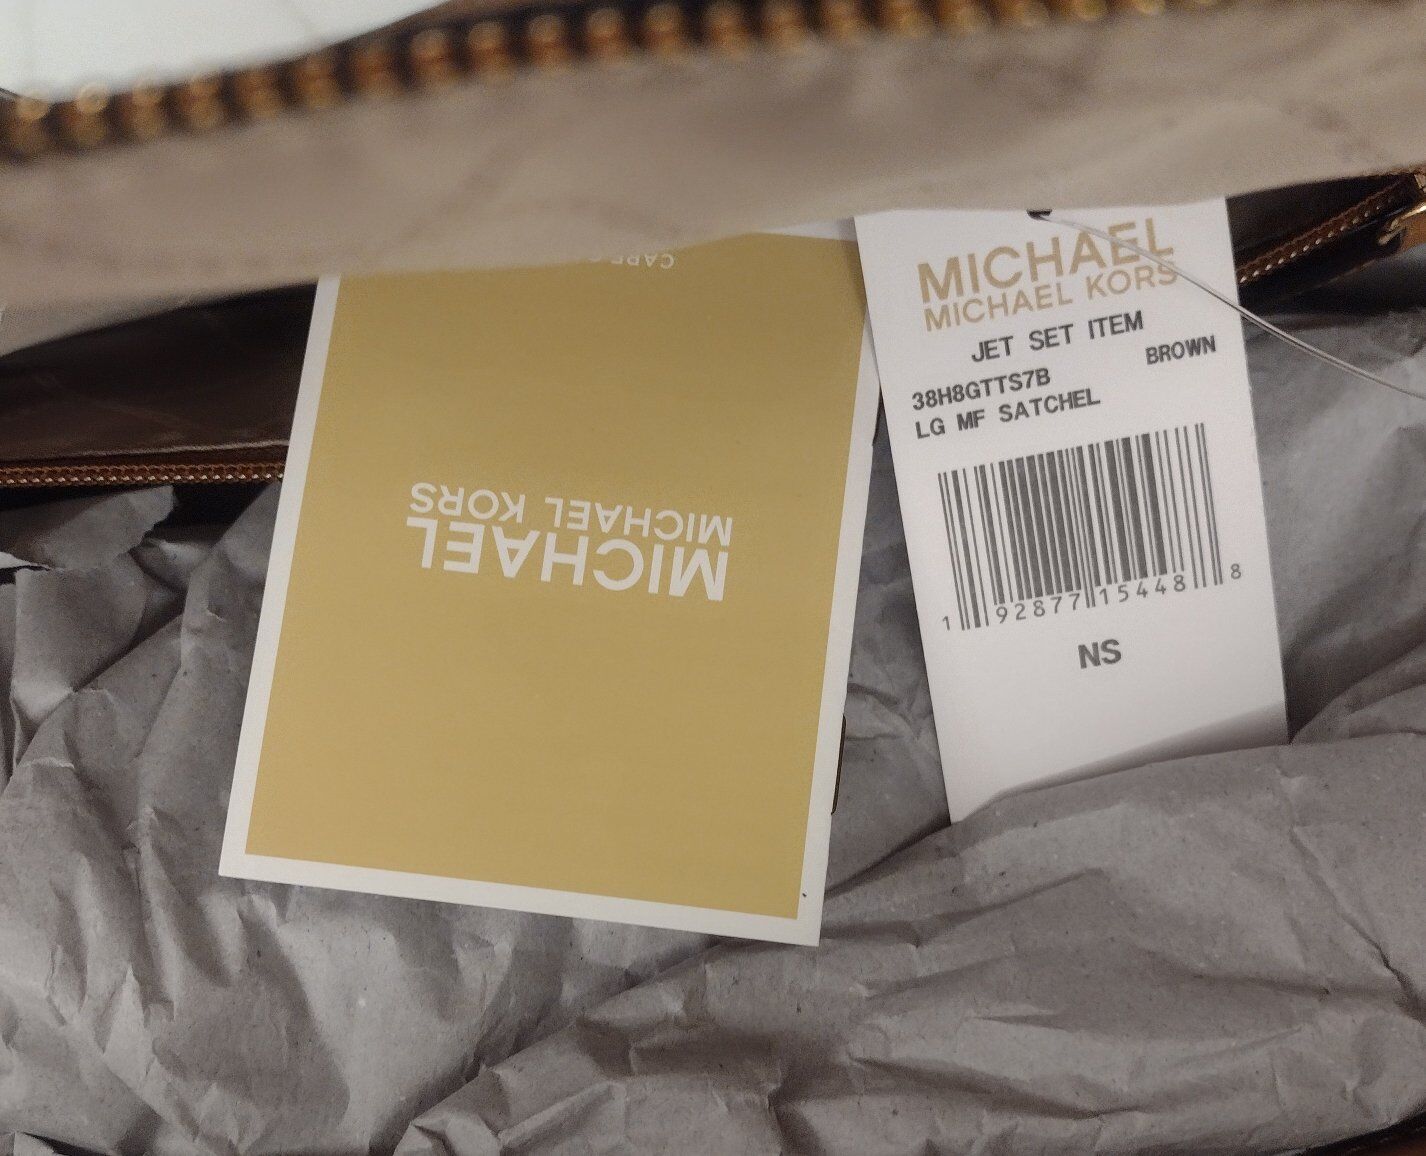 CARE
MICHAEL
MICHAEL KORS
MICHAEL
MICHAEL KORS
JET SET ITEM
BROWN
38H8GTTS7B
LG MF SATCHEL
1 92877 15448 8
NS